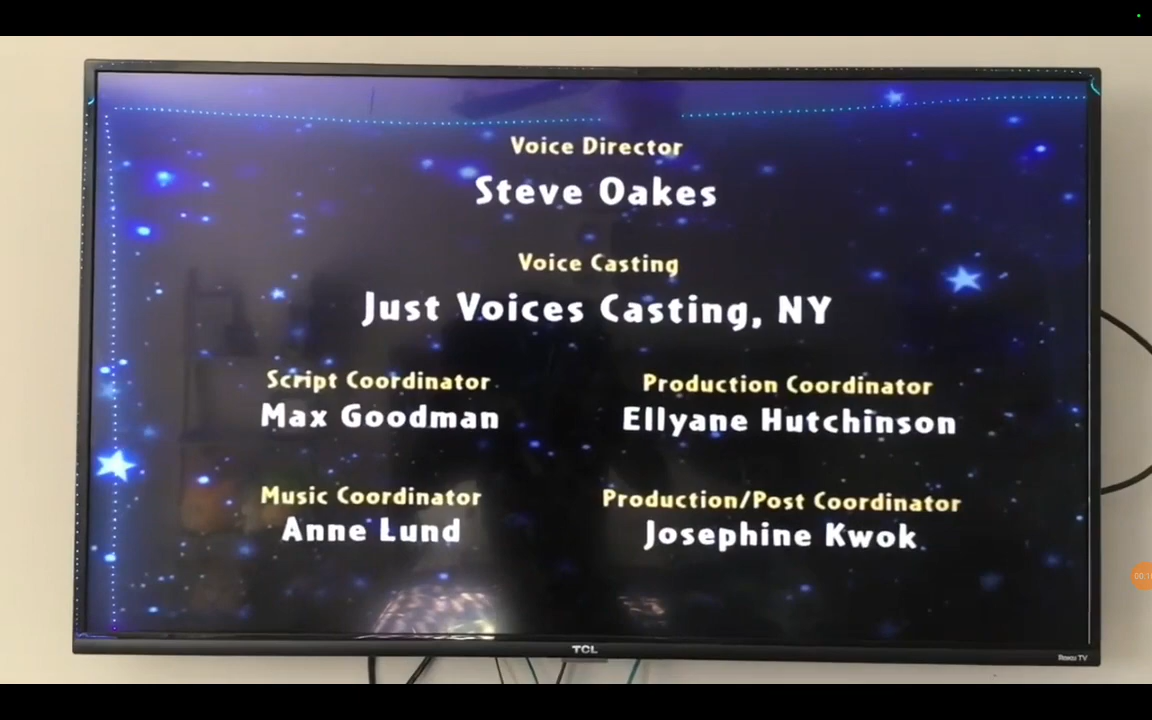 Voice Director
Steve Oakes
Voice Casting
Just Voices Casting, NY
Script Coordinator
Max Goodman
Production Coordinator
Ellyane Hutchinson
Music Coordinator
Anne Lund
Production/Post Coordinator
Josephine Kwok
TCL
Roku TV